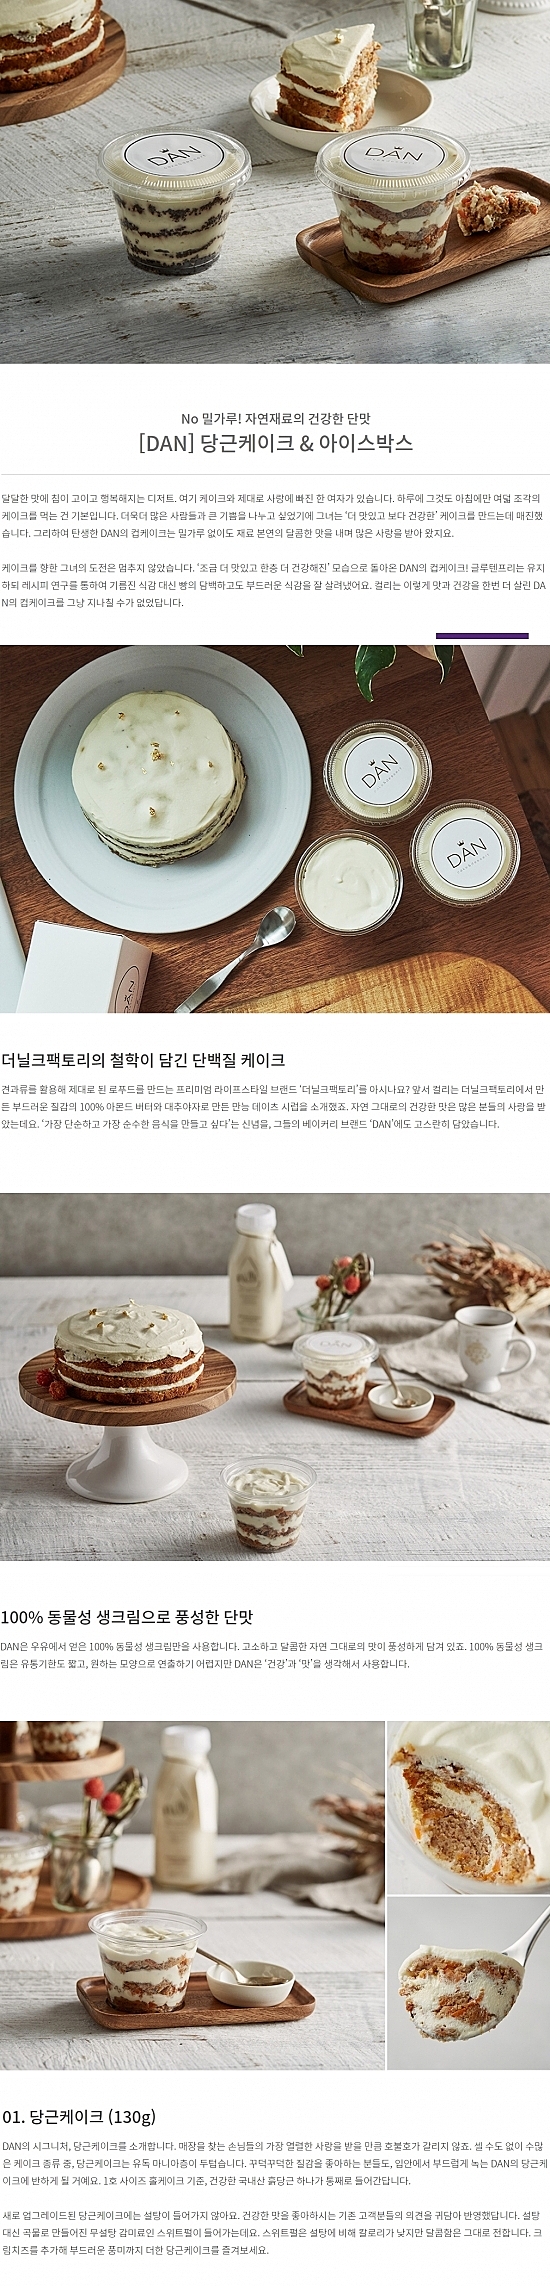 DAN
DAN
No 밀가루! 자연재료의 건강한 단맛
[DAN] 당근케이크 & 아이스박스
달달한 맛에 침이 고이고 행복해지는 디저트. 여기 케이크와 제대로 사랑에 빠진 한 여자가 있습니다. 하루에 그것도 아침에만 여덟 조각의
케이크를 먹는 건 기본입니다. 더욱더 많은 사람들과 큰 기쁨을 나누고 싶었기에 그녀는 ‘더 맛있고 보다 건강한’ 케이크를 만드는데 매진했
습니다. 그리하여 탄생한 DAN의 컵케이크는 밀가루 없이도 재료 본연의 달콤한 맛을 내며 많은 사랑을 받아 왔지요.
케이크를 향한 그녀의 도전은 멈추지 않았습니다. ‘조금 더 맛있고 한층 더 건강해진’ 모습으로 돌아온 DAN의 컵케이크! 글루텐프리는 유지
하되 레시피 연구를 통하여 기름진 식감 대신 빵의 담백하고도 부드러운 식감을 잘 살려냈어요. 컬리는 이렇게 맛과 건강을 한번 더 살린 DA
N의 컵케이크를 그냥 지나칠 수가 없었답니다.
DAN
DAN
더닐크팩토리의 철학이 담긴 단백질 케이크
견과류를 활용해 제대로 된 로푸드를 만드는 프리미엄 라이프스타일 브랜드 ‘더닐크팩토리’를 아시나요? 앞서 컬리는 더닐크팩토리에서 만
든 부드러운 질감의 100% 아몬드 버터와 대추야자로 만든 만능 데이츠 시럽을 소개했죠. 자연 그대로의 건강한 맛은 많은 분들의 사랑을 받
았는데요. ‘가장 단순하고 가장 순수한 음식을 만들고 싶다’는 신념을, 그들의 베이커리 브랜드 ‘DAN’에도 고스란히 담았습니다.
DAN
100% 동물성 생크림으로 풍성한 단맛
DAN은 우유에서 얻은 100% 동물성 생크림만을 사용합니다. 고소하고 달콤한 자연 그대로의 맛이 풍성하게 담겨 있죠. 100% 동물성 생크
림은 유통기한도 짧고, 원하는 모양으로 연출하기 어렵지만 DAN은 ‘건강’과 ‘맛’을 생각해서 사용합니다.
01. 당근케이크 (130g)
DAN의 시그니처, 당근케이크를 소개합니다. 매장을 찾는 손님들의 가장 열렬한 사랑을 받을 만큼 호불호가 갈리지 않죠. 셀 수도 없이 수많
은 케이크 종류 중, 당근케이크는 유독 마니아층이 두텁습니다. 꾸덕꾸덕한 질감을 좋아하는 분들도, 입안에서 부드럽게 녹는 DAN의 당근케
이크에 반하게 될 거예요. 1호 사이즈 홀케이크 기준, 건강한 국내산 흙당근 하나가 통째로 들어간답니다.
새로 업그레이드된 당근케이크에는 설탕이 들어가지 않아요. 건강한 맛을 좋아하시는 기존 고객분들의 의견을 귀담아 반영했답니다. 설탕
대신 곡물로 만들어진 무설탕 감미료인 스위트펄이 들어가는데요. 스위트펄은 설탕에 비해 칼로리가 낮지만 달콤함은 그대로 전합니다. 크
림치즈를 추가해 부드러운 풍미까지 더한 당근케이크를 즐겨보세요.